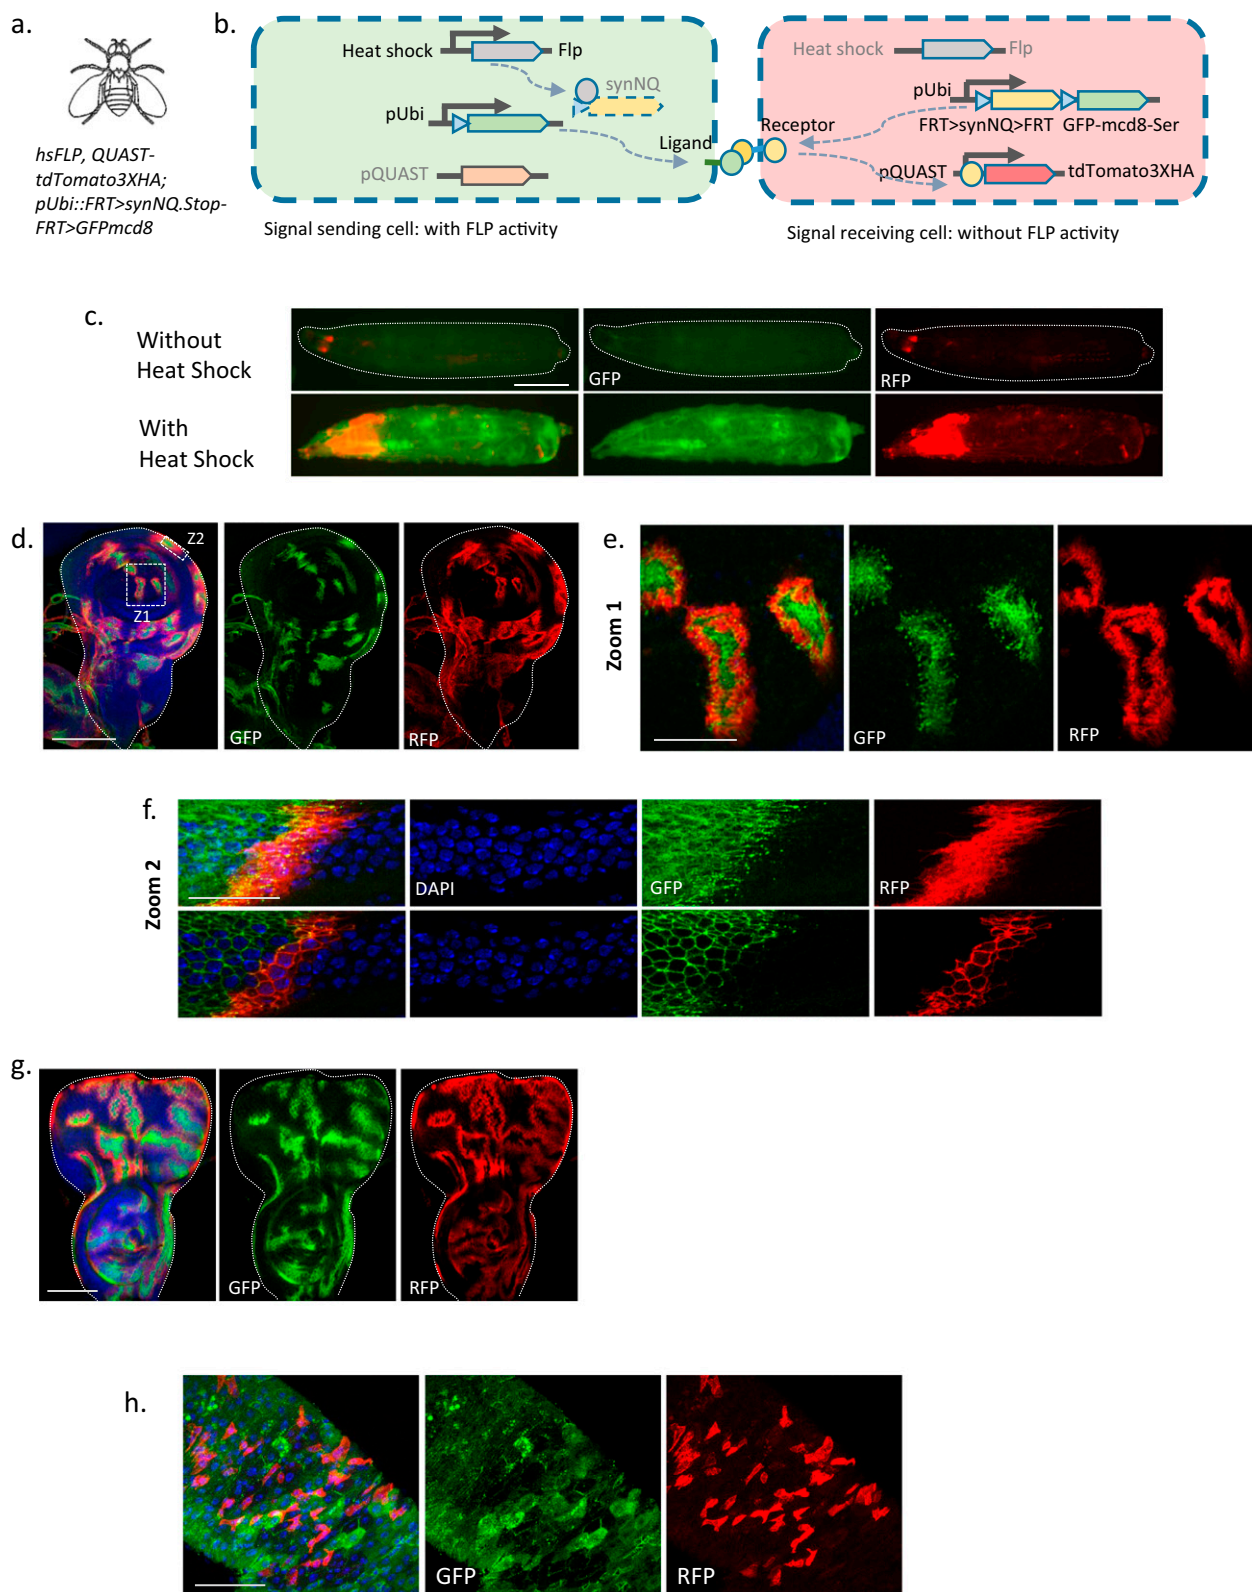 a.
hsFLP, QUAST-
tdTomato3XHA;
pUbi::FRT>synNQ.Stop-
FRT>GFPmcd8
b.
Heat shock
Flp
synNQ
pUbi
pQUAST
Ligand
Signal sending cell: with FLP activity
Heat shock
Flp
pUbi
FRT>synNQ>FRT GFP-mcd8-Ser
Receptor
pQUAST
tdTomato3XHA
Signal receiving cell: without FLP activity
c.
Without
Heat Shock
GFP
RFP
With
Heat Shock
d.
Z2
Z1
GFP
RFP
e.
Zoom 1
GFP
RFP
f.
Zoom 2
DAPI
GFP
RFP
g.
GFP
RFP
h.
GFP
RFP